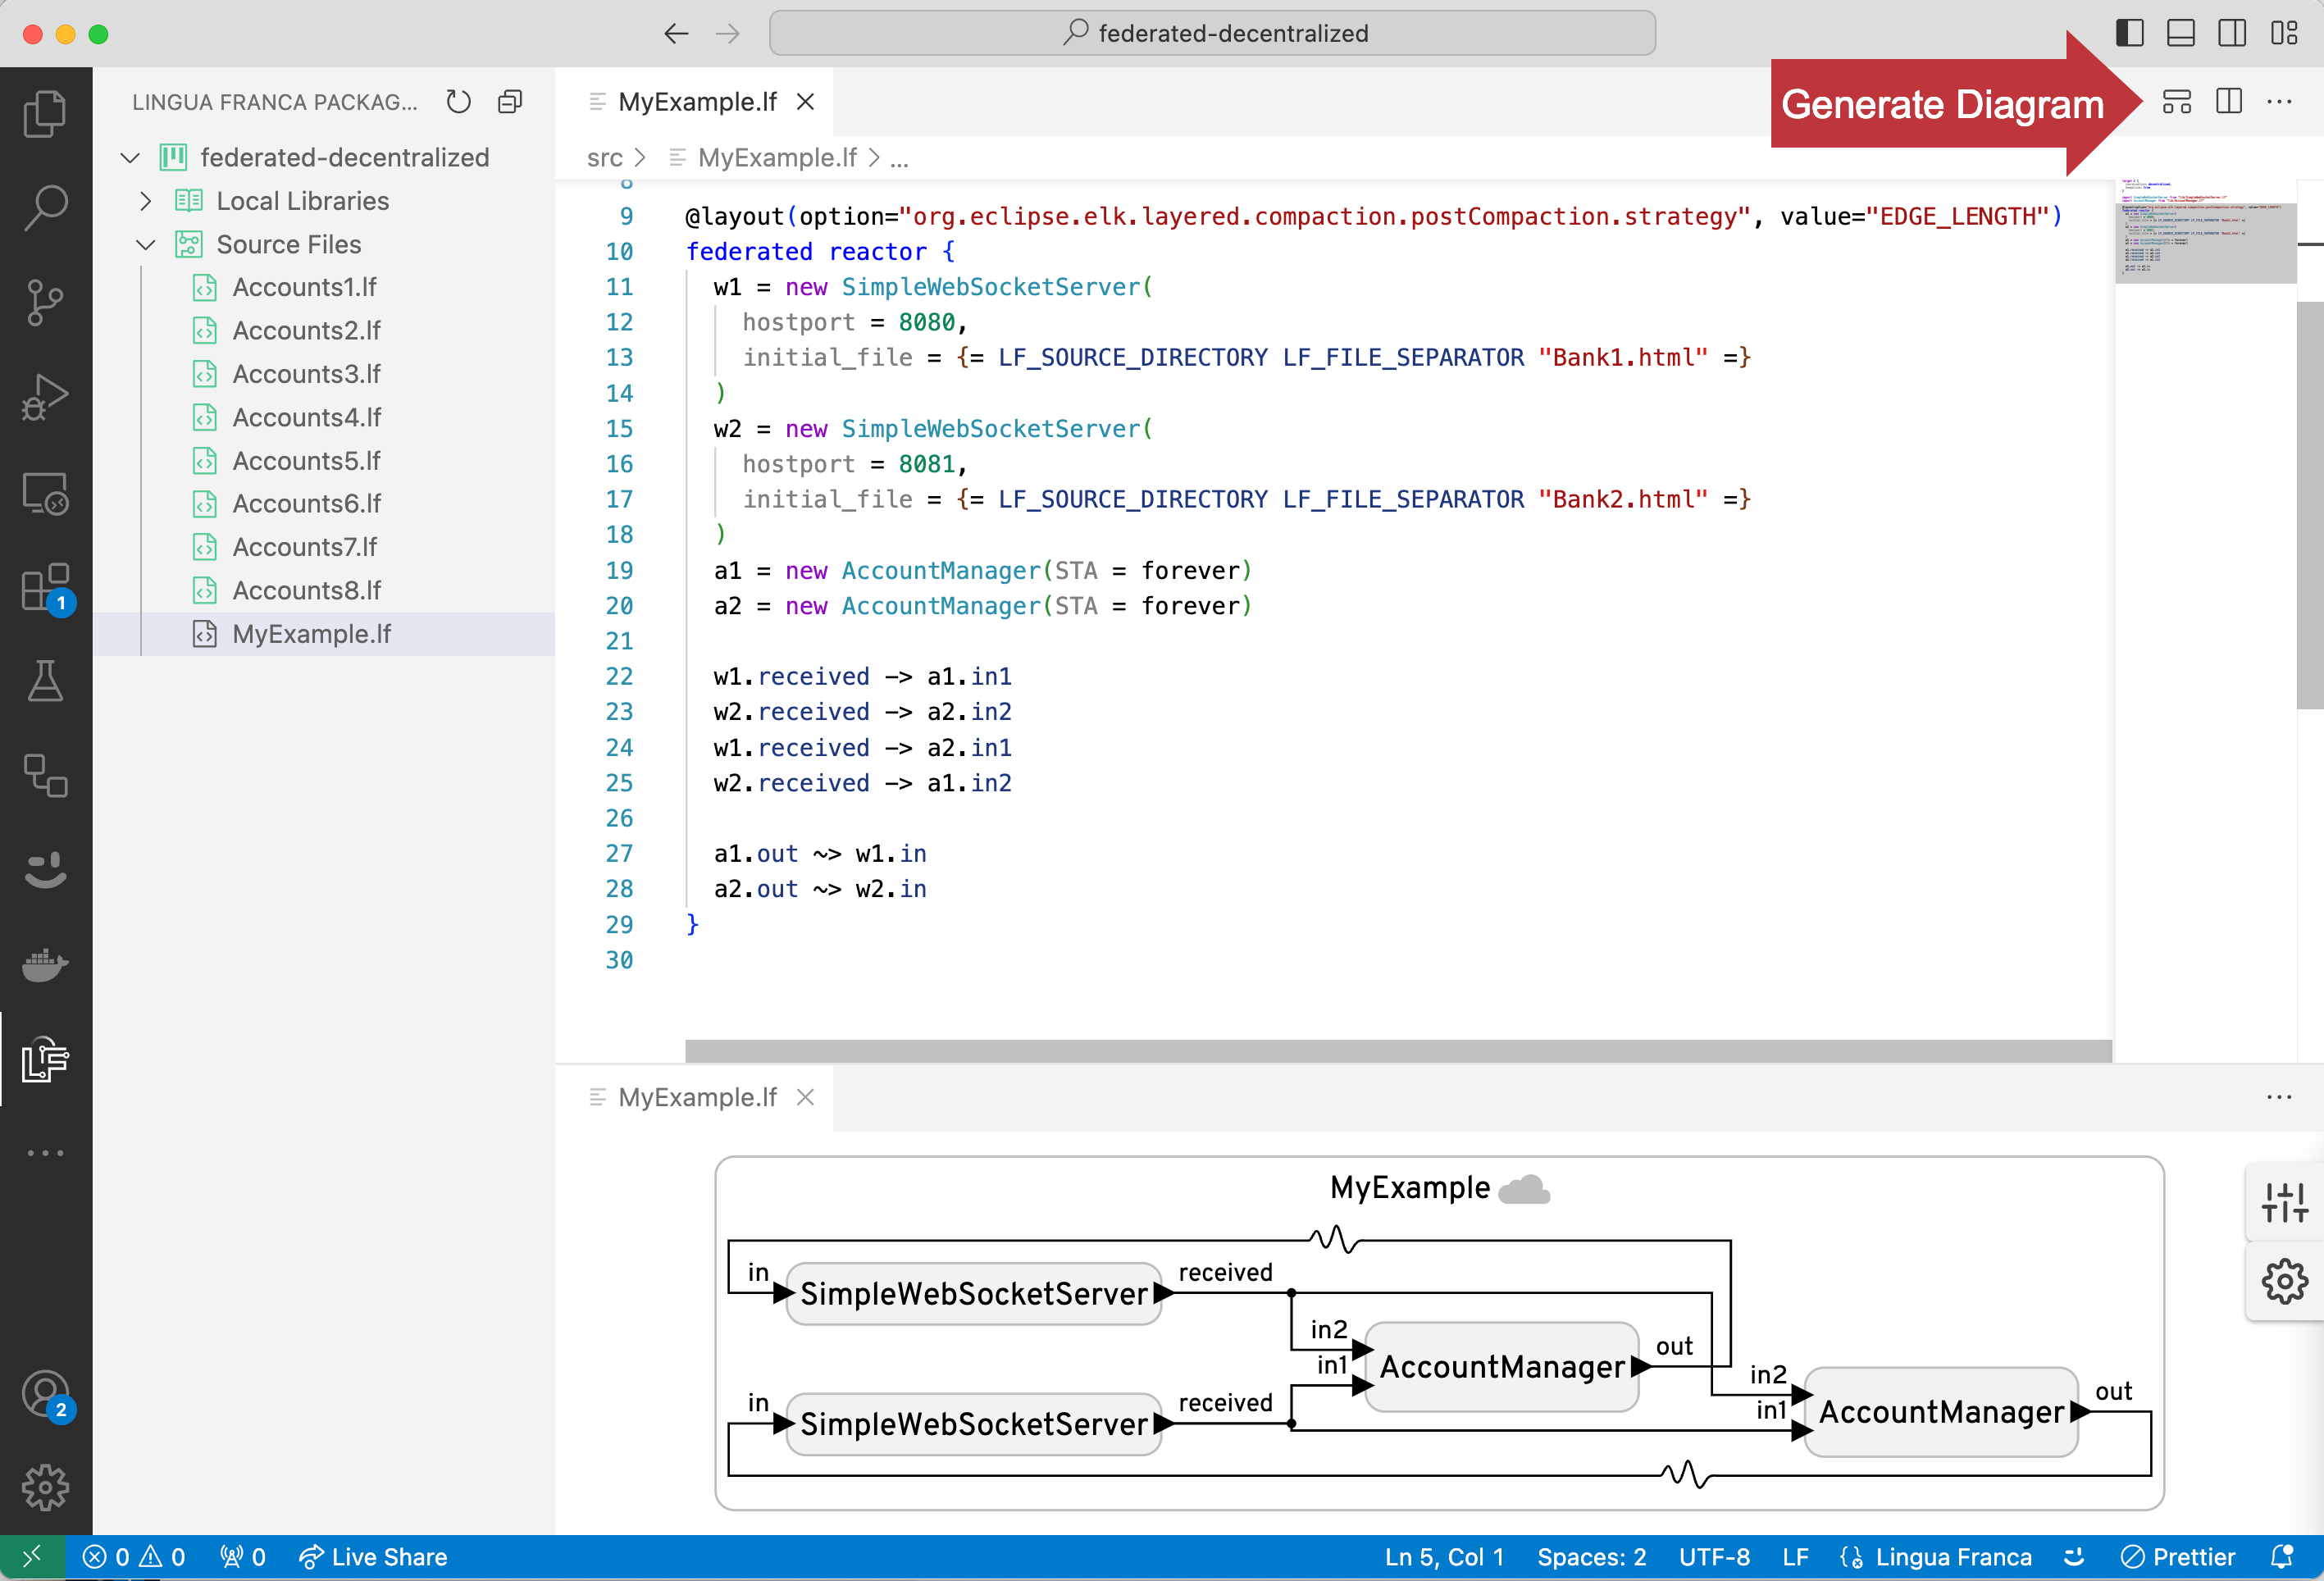 federated-decentralized
Generate Diagram
LINGUA FRANCA PACKAG...
federated-decentralized
Local Libraries
Source Files
Accounts1.lf
Accounts2.lf
Accounts3.lf
Accounts4.lf
Accounts5.lf
Accounts6.lf
Accounts7.lf
Accounts8.lf
MyExample.lf
1
2
MyExample.lf
src > MyExample.lf > ...
8
9 @layout(option="org.eclipse.elk.layered.compaction.postCompaction.strategy", value="EDGE_LENGTH")
10 federated reactor {
11 w1 = new SimpleWebSocketServer(
12 hostport = 8080,
13 initial_file = {= LF_SOURCE_DIRECTORY LF_FILE_SEPARATOR "Bank1.html" =}
14 )
15 w2 = new SimpleWebSocketServer(
16 hostport = 8081,
17 initial_file = {= LF_SOURCE_DIRECTORY LF_FILE_SEPARATOR "Bank2.html" =}
18 )
19 a1 = new AccountManager(STA = forever)
20 a2 = new AccountManager(STA = forever)
21
22 w1.received -> a1.in1
23 w2.received -> a2.in2
24 w1.received -> a2.in1
25 w2.received -> a1.in2
26
27 a1.out ~> w1.in
28 a2.out ~> w2.in
29 }
30
MyExample.lf
MyExample
in
SimpleWebSocketServer
received
in2
in1
AccountManager
out
in
SimpleWebSocketServer
received
in2
in1
AccountManager
out
0 0 0 Live Share
Ln 5, Col 1 Spaces: 2 UTF-8 LF Lingua Franca Prettier